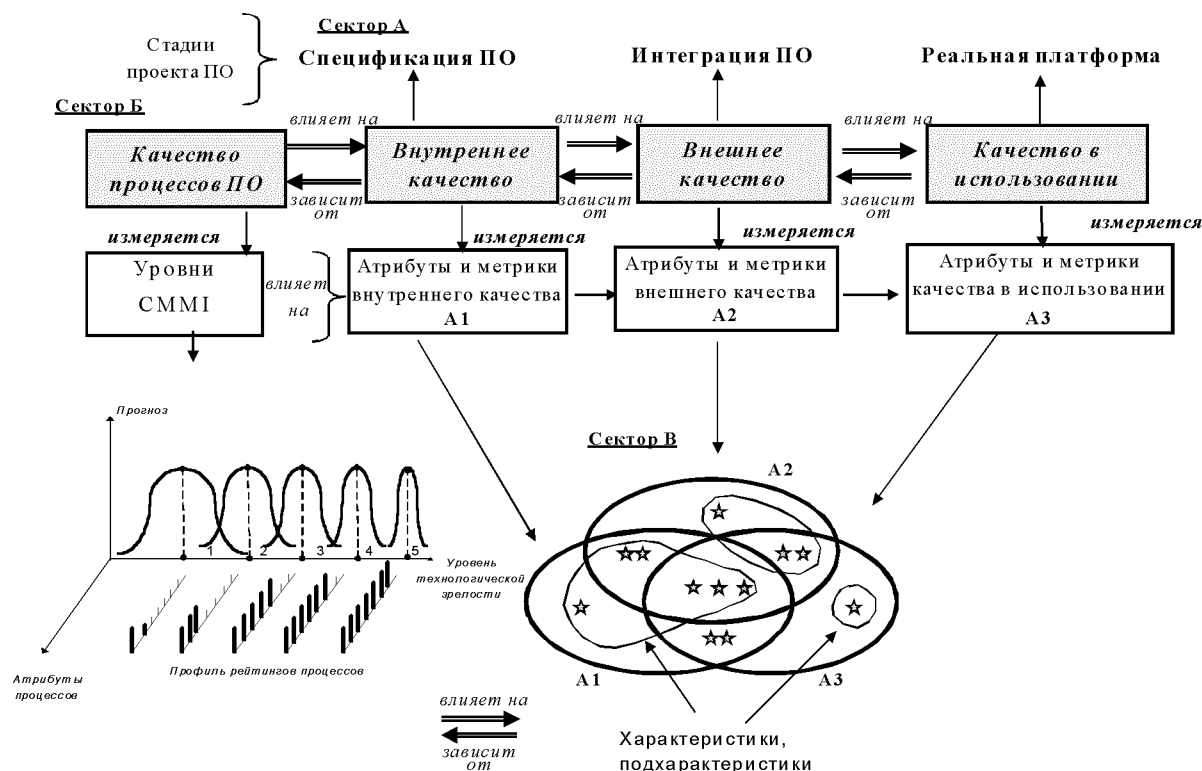 Сектор А
Стадии
проекта ПО
Спецификация ПО
Интеграция ПО
Реальная платформа
Сектор Б
влияет на
влияет на
влияет на
Качество
процессов ПО
Внутреннее
качество
Внешнее
качество
Качество в
использовании
зависит
от
зависит
от
зависит
от
измеряется
измеряется
измеряется
измеряется
Уровни
CMMI
влияет
на
Атрибуты и метрики
внутреннего качества
А1
Атрибуты и метрики
внешнего качества
А2
Атрибуты и метрики
качества в использовании
А3
Прогноз
1
2
3
4
5
Уровень
технологической
зрелости
Атрибуты
процессов
Профиль рейтингов процессов
Сектор В
А2
А1
А3
влияет на
зависит
от
Характеристики,
подхарактеристики